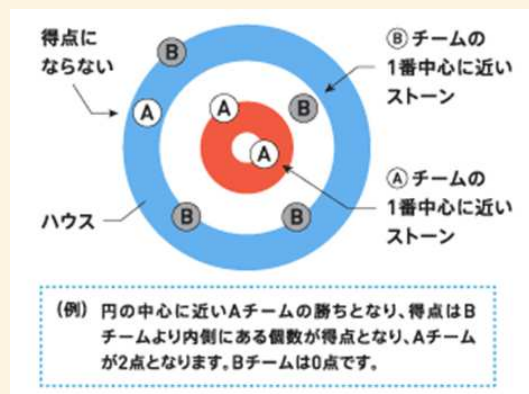 得点に
ならない
Ⓑチームの
1番中心に近い
ストーン
B
A
A
B
A
B
B
ハウス
Ⓐチームの
1番中心に近い
ストーン
(例) 円の中心に近いAチームの勝ちとなり、得点はB
チームより内側にある個数が得点となり、Aチーム
が2点となります。Bチームは0点です。